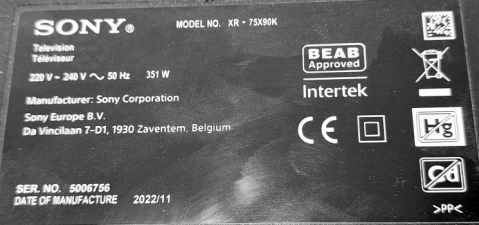 SONY®
MODEL NO. XR - 75X90K
Television
Téléviseur
220 V ~ 240 V ∼ 50 Hz 351 W
BEAB
Approved
Intertek
Manufacturer: Sony Corporation
Sony Europe B.V.
Da Vincilaan 7-D1, 1930 Zaventem, Belgium
CE
Hg
Cd
SER. NO. 5006756
DATE OF MANUFACTURE 2022/11
>PP<